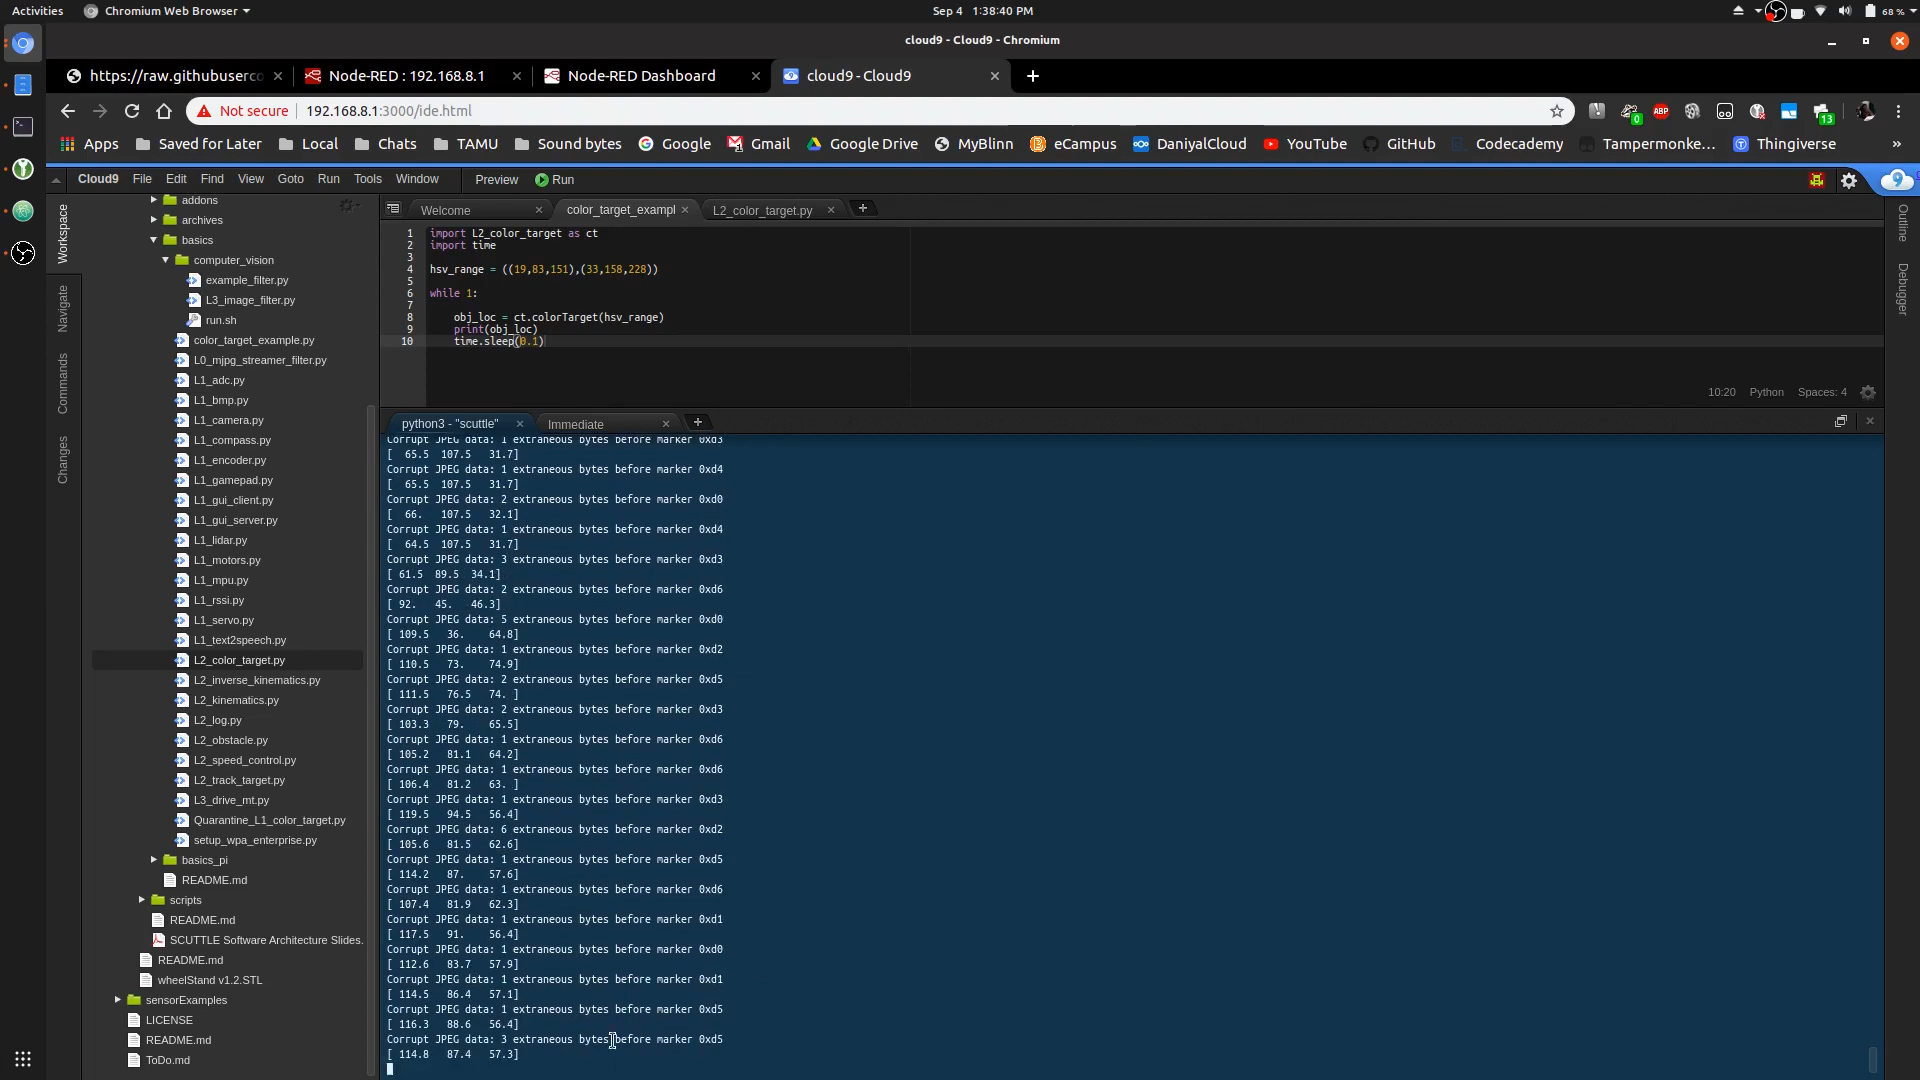 Activities
Chromium Web Browser
Sep 4 1:38:40 PM
68 %
cloud9 - Cloud9 - Chromium
https://raw.githubuserco
Node-RED : 192.168.8.1
Node-RED Dashboard
cloud9 - Cloud9
Not secure
192.168.8.1:3000/ide.html
0
ABP
13
Apps
Saved for Later
Local
Chats
TAMU
Sound bytes
Google
Gmail
Google Drive
MyBlinn
eCampus
DaniyalCloud
YouTube
GitHub
Codecademy
Tampermonke...
Thingiverse
»
Cloud9
File
Edit
Find
View
Goto
Run
Tools
Window
Preview
Run
Workspace
Navigate
Commands
Changes
addons
archives
basics
computer_vision
example_filter.py
L3_image_filter.py
run.sh
color_target_example.py
L0_mjpg_streamer_filter.py
L1_adc.py
L1_bmp.py
L1_camera.py
L1_compass.py
L1_encoder.py
L1_gamepad.py
L1_gui_client.py
L1_gui_server.py
L1_lidar.py
L1_motors.py
L1_mpu.py
L1_rssi.py
L1_servo.py
L1_text2speech.py
L2_color_target.py
L2_inverse_kinematics.py
L2_kinematics.py
L2_log.py
L2_obstacle.py
L2_speed_control.py
L2_track_target.py
L3_drive_mt.py
Quarantine_L1_color_target.py
setup_wpa_enterprise.py
basics_pi
README.md
scripts
README.md
SCUTTLE Software Architecture Slides.
README.md
wheelStand v1.2.STL
sensorExamples
LICENSE
README.md
ToDo.md
Welcome
color_target_exampl
L2_color_target.py
1 import L2_color_target as ct
2 import time
3
4 hsv_range = ((19,83,151),(33,158,228))
5
6 while 1:
7
8 obj_loc = ct.colorTarget(hsv_range)
9 print(obj_loc)
10 time.sleep(0.1)
10:20 Python Spaces: 4
Outline
Debugger
python3 - "scuttle"
Immediate
Corrupt JPEG data: 1 extraneous bytes before marker 0xd3
[ 65.5 107.5 31.7]
Corrupt JPEG data: 1 extraneous bytes before marker 0xd4
[ 65.5 107.5 31.7]
Corrupt JPEG data: 2 extraneous bytes before marker 0xd0
[ 66. 107.5 32.1]
Corrupt JPEG data: 1 extraneous bytes before marker 0xd4
[ 64.5 107.5 31.7]
Corrupt JPEG data: 3 extraneous bytes before marker 0xd3
[ 61.5 89.5 34.1]
Corrupt JPEG data: 2 extraneous bytes before marker 0xd6
[ 92. 45. 46.3]
Corrupt JPEG data: 5 extraneous bytes before marker 0xd0
[ 109.5 36. 64.8]
Corrupt JPEG data: 1 extraneous bytes before marker 0xd2
[ 110.5 73. 74.9]
Corrupt JPEG data: 2 extraneous bytes before marker 0xd5
[ 111.5 76.5 74. ]
Corrupt JPEG data: 2 extraneous bytes before marker 0xd3
[ 103.3 79. 65.5]
Corrupt JPEG data: 1 extraneous bytes before marker 0xd6
[ 105.2 81.1 64.2]
Corrupt JPEG data: 1 extraneous bytes before marker 0xd6
[ 106.4 81.2 63. ]
Corrupt JPEG data: 1 extraneous bytes before marker 0xd3
[ 119.5 94.5 56.4]
Corrupt JPEG data: 6 extraneous bytes before marker 0xd2
[ 105.6 81.5 62.6]
Corrupt JPEG data: 1 extraneous bytes before marker 0xd5
[ 114.2 87. 57.6]
Corrupt JPEG data: 1 extraneous bytes before marker 0xd6
[ 107.4 81.9 62.3]
Corrupt JPEG data: 1 extraneous bytes before marker 0xd1
[ 117.5 91. 56.4]
Corrupt JPEG data: 1 extraneous bytes before marker 0xd0
[ 112.6 83.7 57.9]
Corrupt JPEG data: 1 extraneous bytes before marker 0xd1
[ 114.5 86.4 57.1]
Corrupt JPEG data: 1 extraneous bytes before marker 0xd5
[ 116.3 88.6 56.4]
Corrupt JPEG data: 3 extraneous bytes before marker 0xd5
[ 114.8 87.4 57.3]